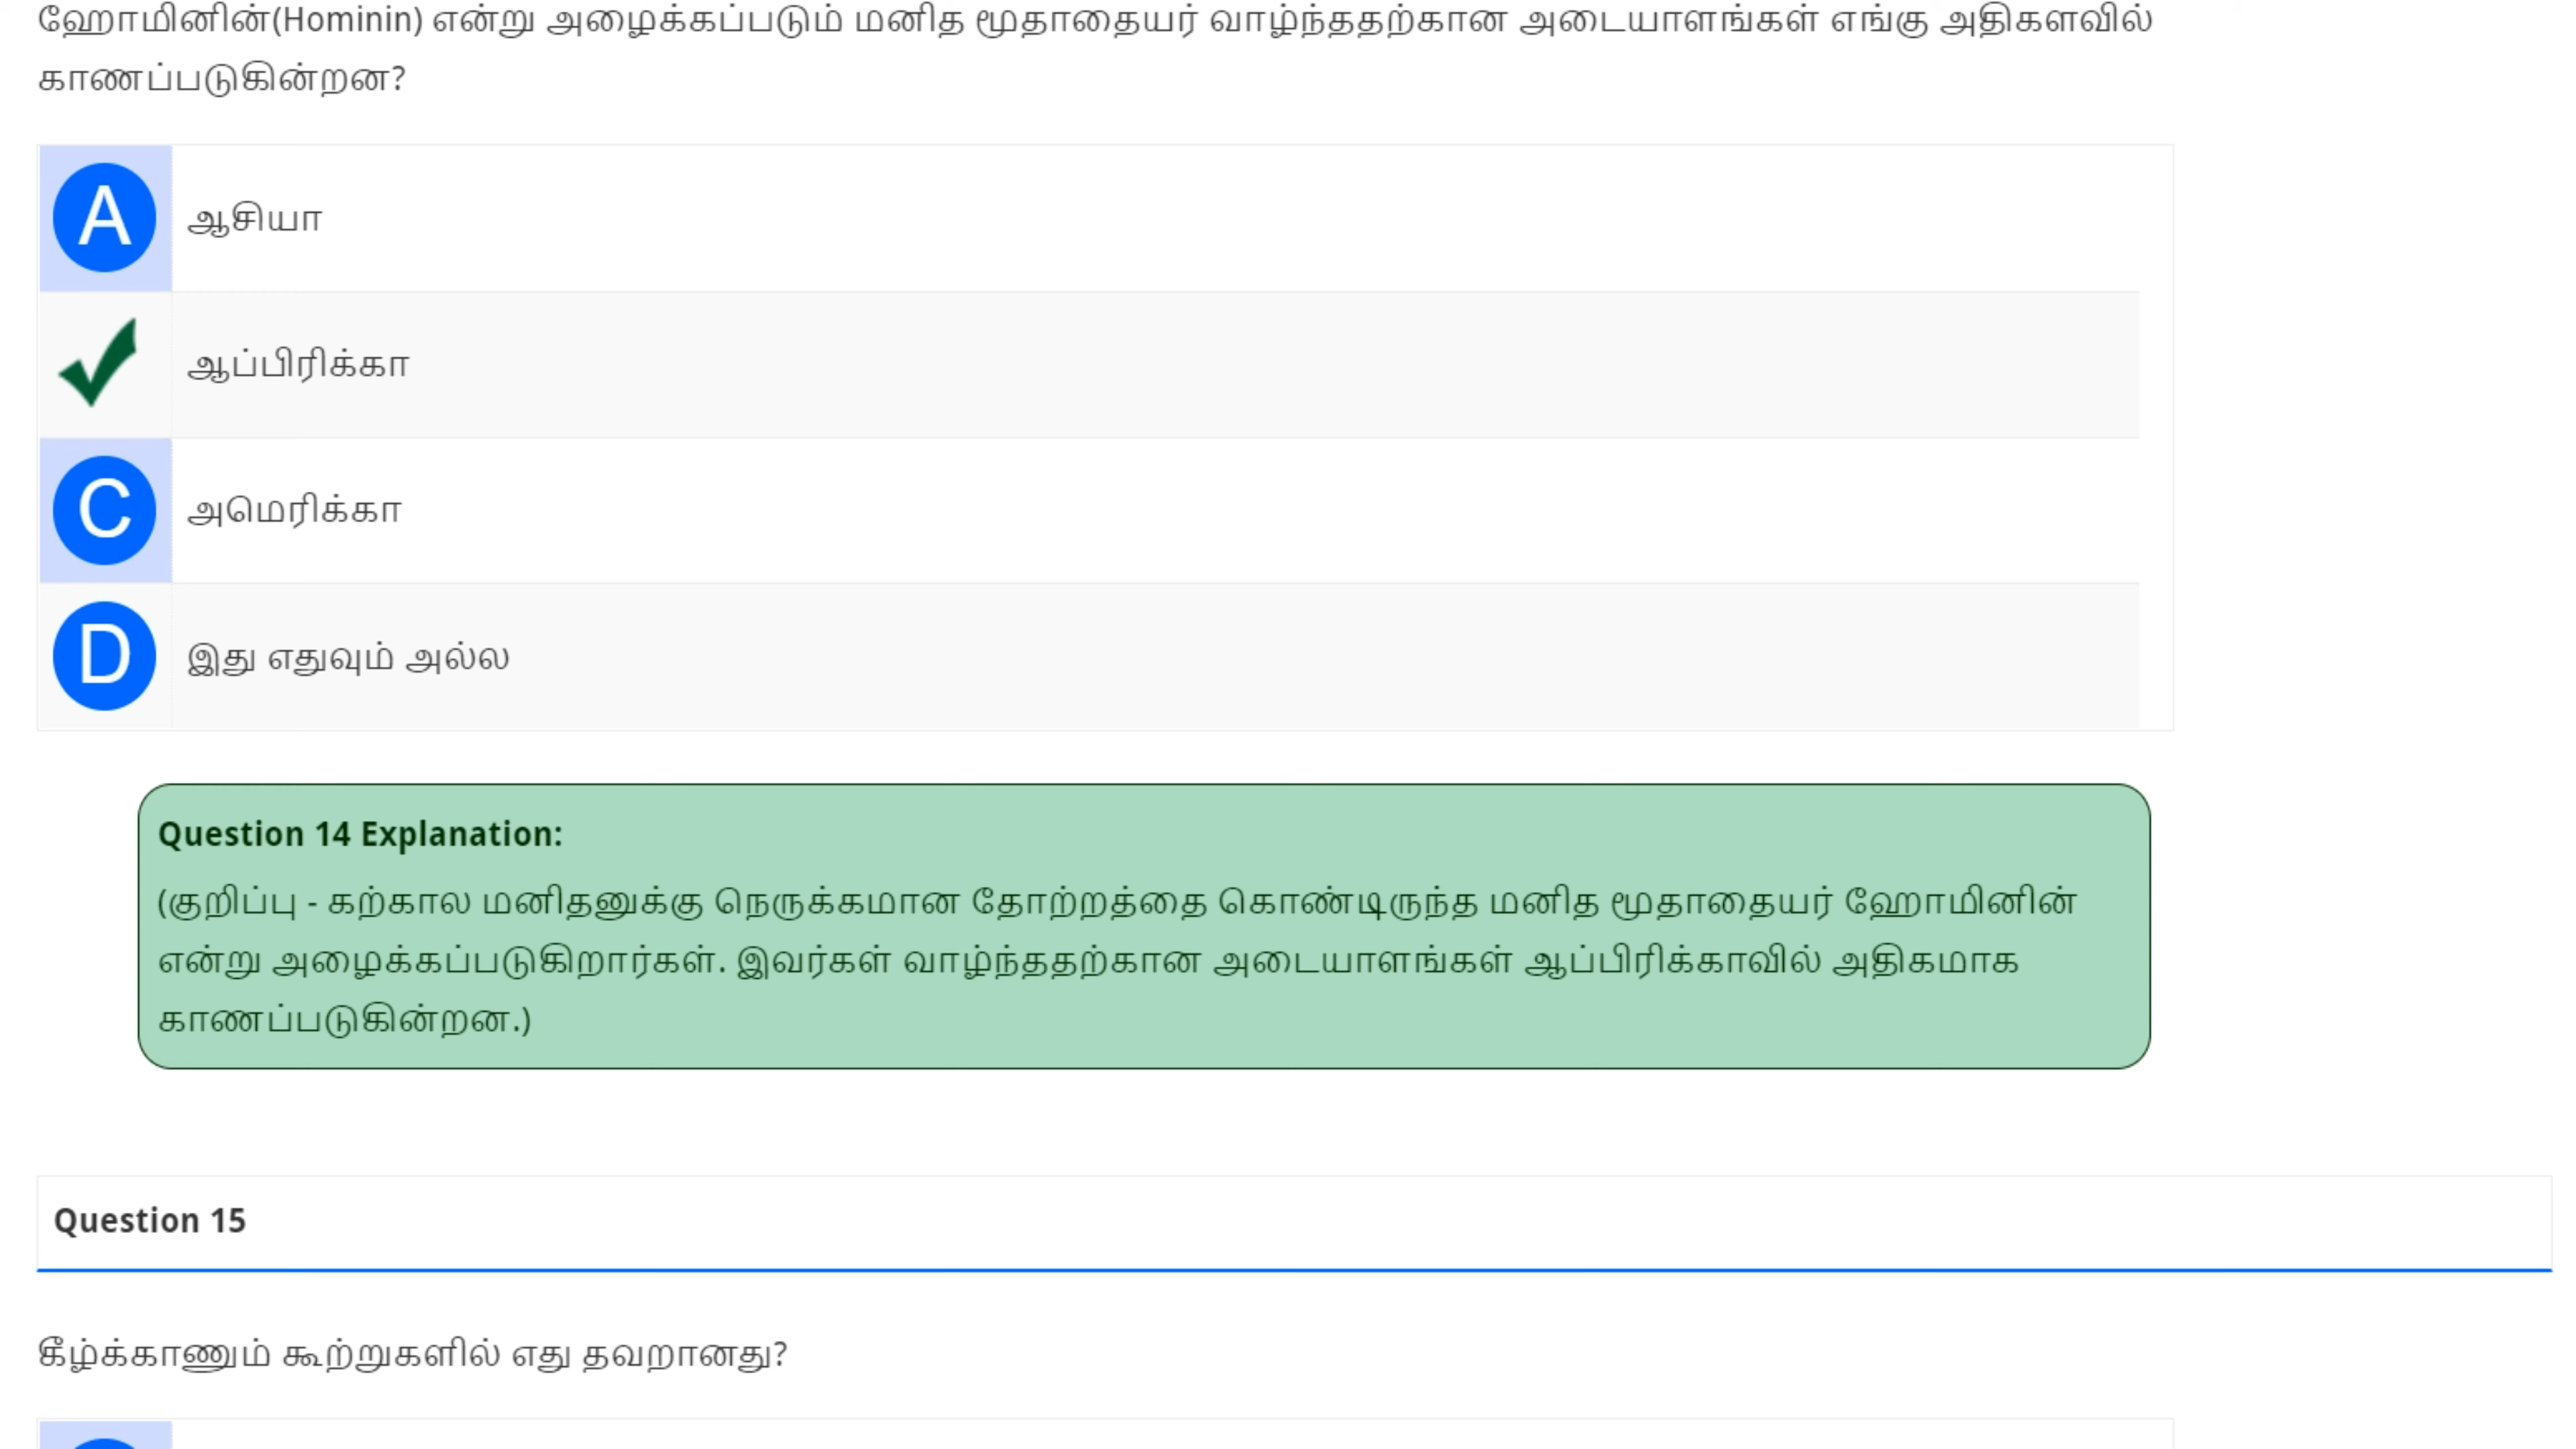 ஹோமினின்(Hominin) என்று அழைக்கப்படும் மனித மூதாதையர் வாழ்ந்ததற்கான அடையாளங்கள் எங்கு அதிகளவில்
காணப்படுகின்றன?
A ஆசியா
ஆப்பிரிக்கா
C அமெரிக்கா
D இது எதுவும் அல்ல
Question 14 Explanation:
(குறிப்பு - கற்கால மனிதனுக்கு நெருக்கமான தோற்றத்தை கொண்டிருந்த மனித மூதாதையர் ஹோமினின்
என்று அழைக்கப்படுகிறார்கள். இவர்கள் வாழ்ந்ததற்கான அடையாளங்கள் ஆப்பிரிக்காவில் அதிகமாக
காணப்படுகின்றன.)
Question 15
கீழ்க்காணும் கூற்றுகளில் எது தவறானது?